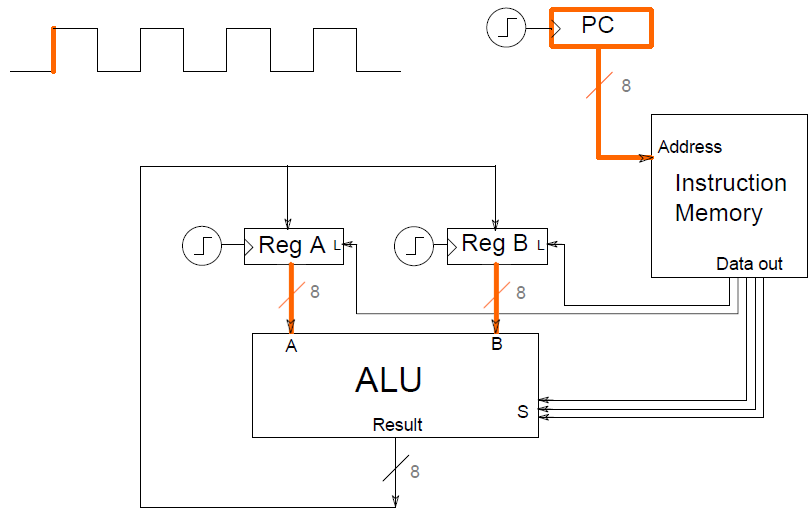 PC
8
Address
Instruction
Memory
Data out
Reg A L
Reg B L
8
8
A
B
ALU
S
Result
8